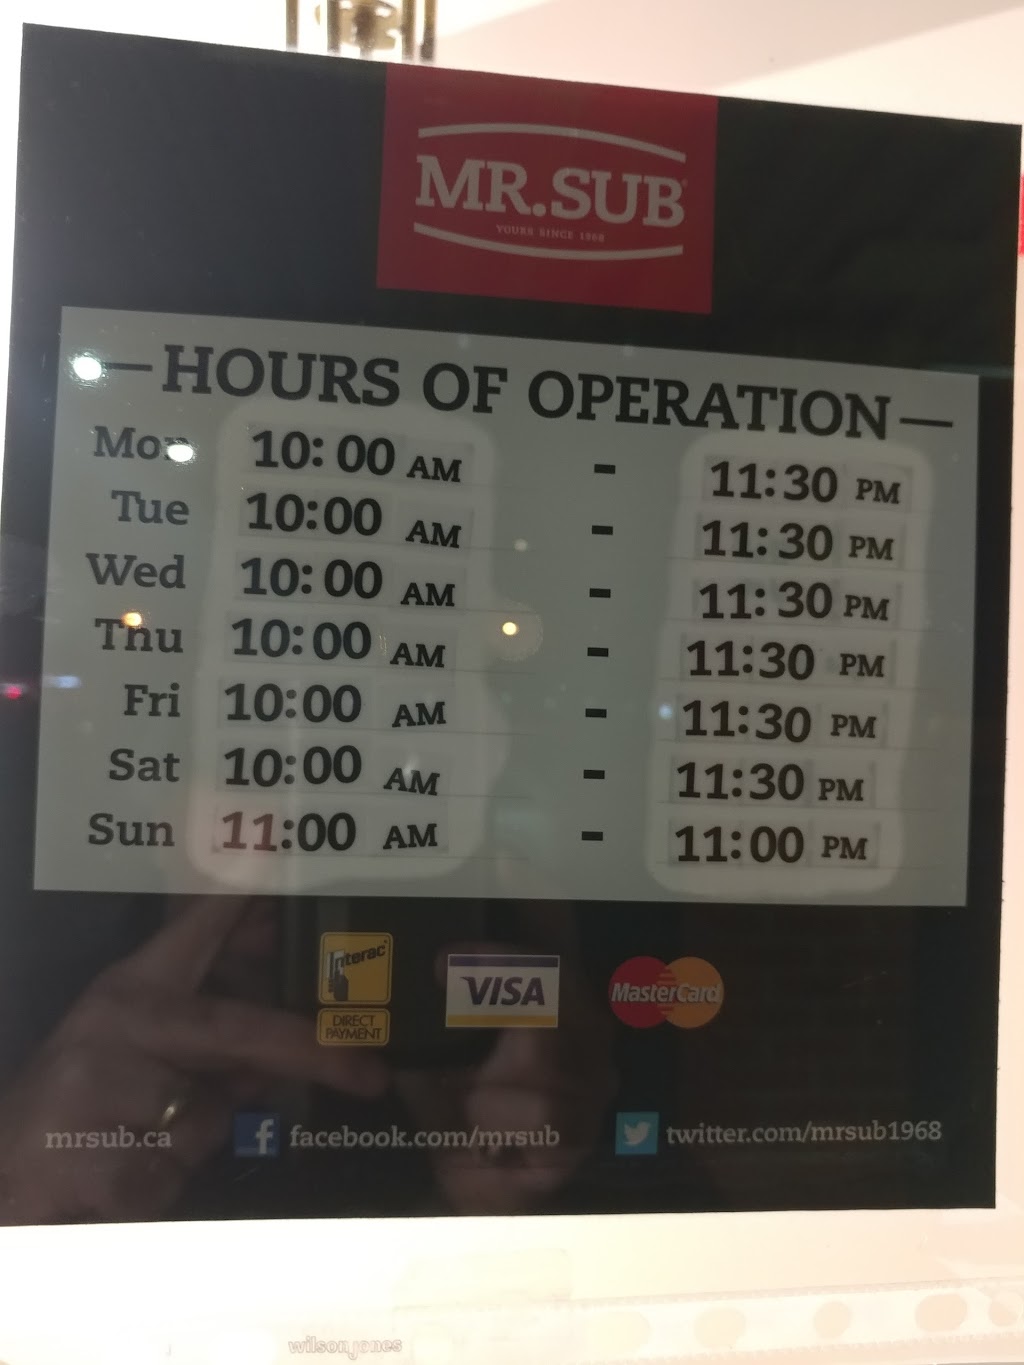 MR.SUB
YOURS SINCE 1968
— HOURS OF OPERATION —
Mon 10:00 AM - 11:30 PM
Tue 10:00 AM - 11:30 PM
Wed 10:00 AM - 11:30 PM
Thu 10:00 AM - 11:30 PM
Fri 10:00 AM - 11:30 PM
Sat 10:00 AM - 11:30 PM
Sun 11:00 AM - 11:00 PM
Interac VISA MasterCard
DIRECT
PAYMENT
mrsub.ca facebook.com/mrsub twitter.com/mrsub1968
wilsonjones